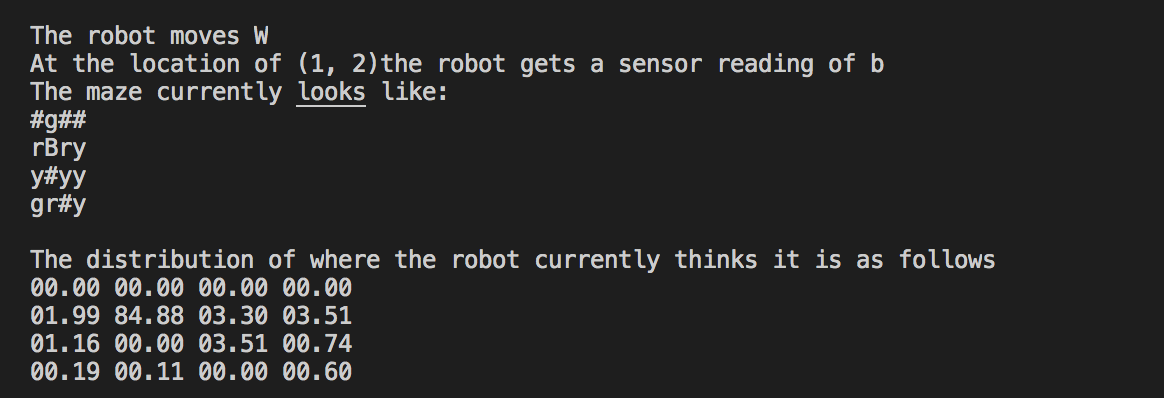 The robot moves W
At the location of (1, 2)the robot gets a sensor reading of b
The maze currently looks like:
#g##
rBry
y#yy
gr#y
The distribution of where the robot currently thinks it is as follows
00.00 00.00 00.00 00.00
01.99 84.88 03.30 03.51
01.16 00.00 03.51 00.74
00.19 00.11 00.00 00.60